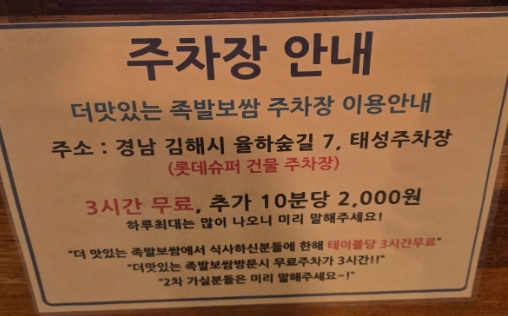 주차장 안내
더맛있는 족발보쌈 주차장 이용안내
주소 : 경남 김해시 율하숲길 7, 태성주차장
(롯데슈퍼 건물 주차장)
3시간 무료, 추가 10분당 2,000원
하루최대는 많이 나오니 미리 말해주세요!
"더 맛있는 족발보쌈에서 식사하신분들에 한해 테이블당 3시간무료"
"더맛있는 족발보쌈방문시 무료주차가 3시간!!"
"2차 가실분들은 미리 말해주세요~!"